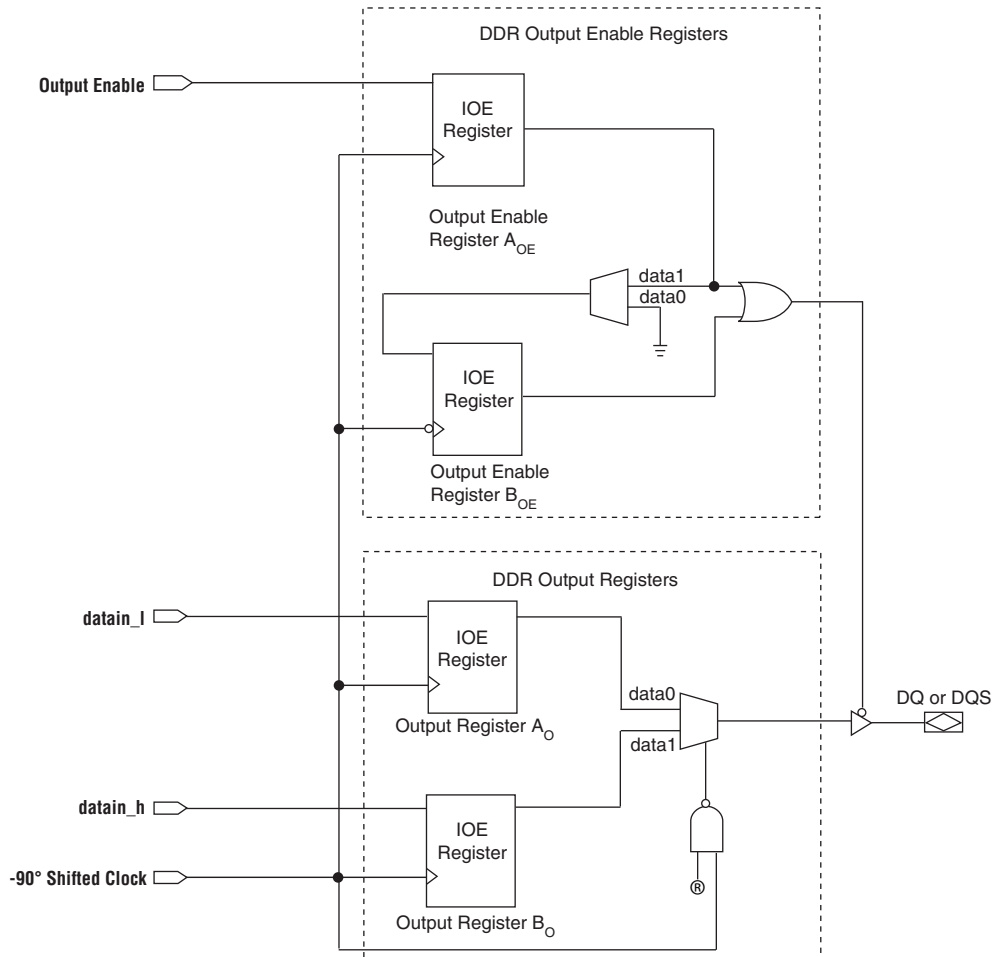 DDR Output Enable Registers
Output Enable
IOE
Register
Output Enable
Register A_OE
data1
data0
IOE
Register
Output Enable
Register B_OE
DDR Output Registers
datain_l
IOE
Register
Output Register A_O
data0
data1
DQ or DQS
datain_h
IOE
Register
-90° Shifted Clock
Output Register B_O
®